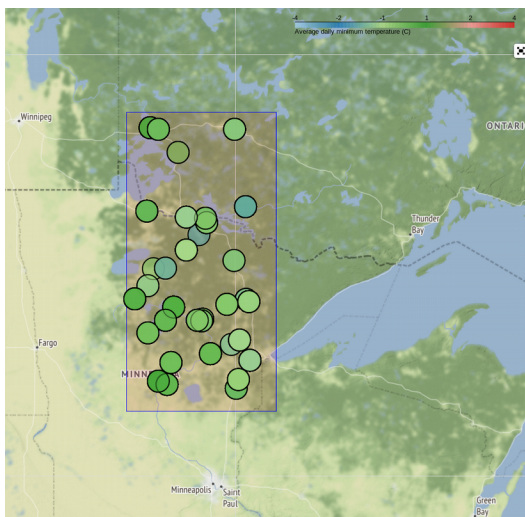 -4 -2 -1 1 2 4
Average daily minimum temperature (C)
Winnipeg
ONTARI
Thunder
Bay
Fargo
MINNE
A
Minneapolis
Saint
Paul
Green
Bay